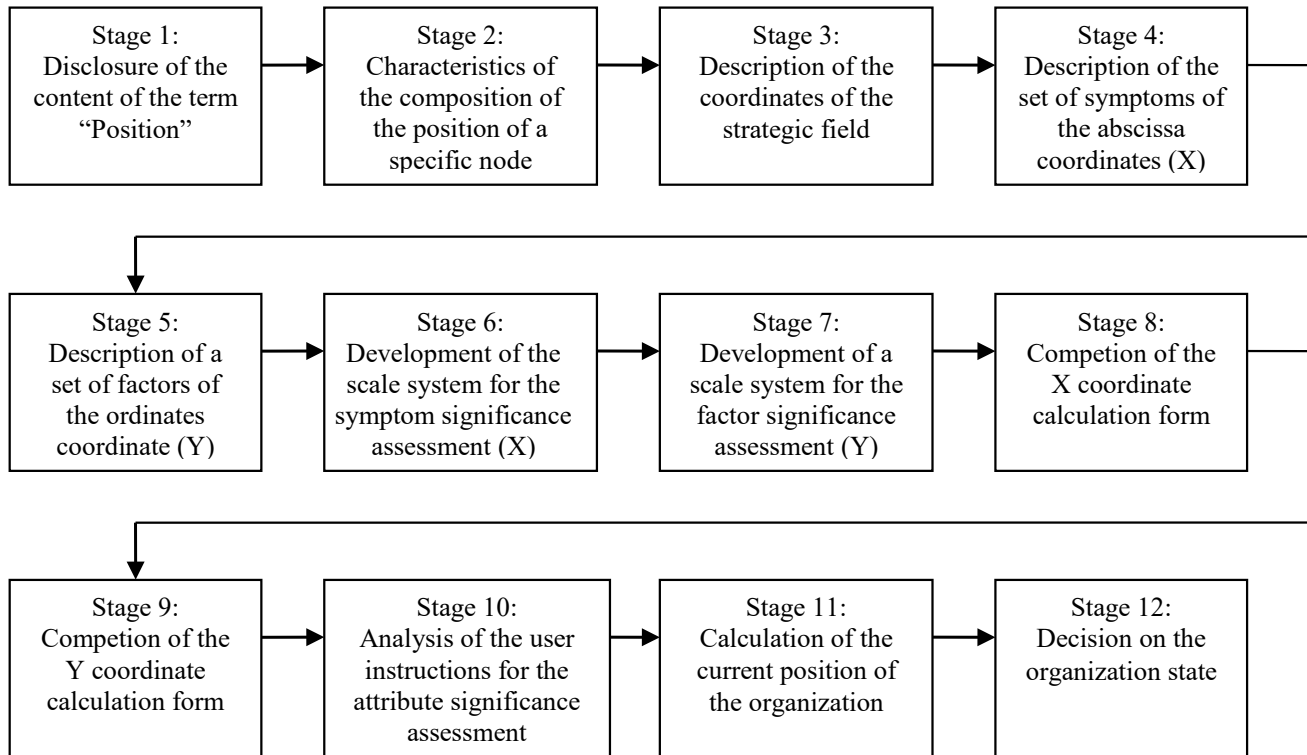 Stage 1:
Disclosure of the
content of the term
“Position”
Stage 2:
Characteristics of
the composition of
the position of a
specific node
Stage 3:
Description of the
coordinates of the
strategic field
Stage 4:
Description of the
set of symptoms of
the abscissa
coordinates (X)
Stage 5:
Description of a
set of factors of
the ordinates
coordinate (Y)
Stage 6:
Development of the
scale system for the
symptom significance
assessment (X)
Stage 7:
Development of a
scale system for the
factor significance
assessment (Y)
Stage 8:
Competion of the
X coordinate
calculation form
Stage 9:
Competion of the
Y coordinate
calculation form
Stage 10:
Analysis of the user
instructions for the
attribute significance
assessment
Stage 11:
Calculation of the
current position of
the organization
Stage 12:
Decision on the
organization state